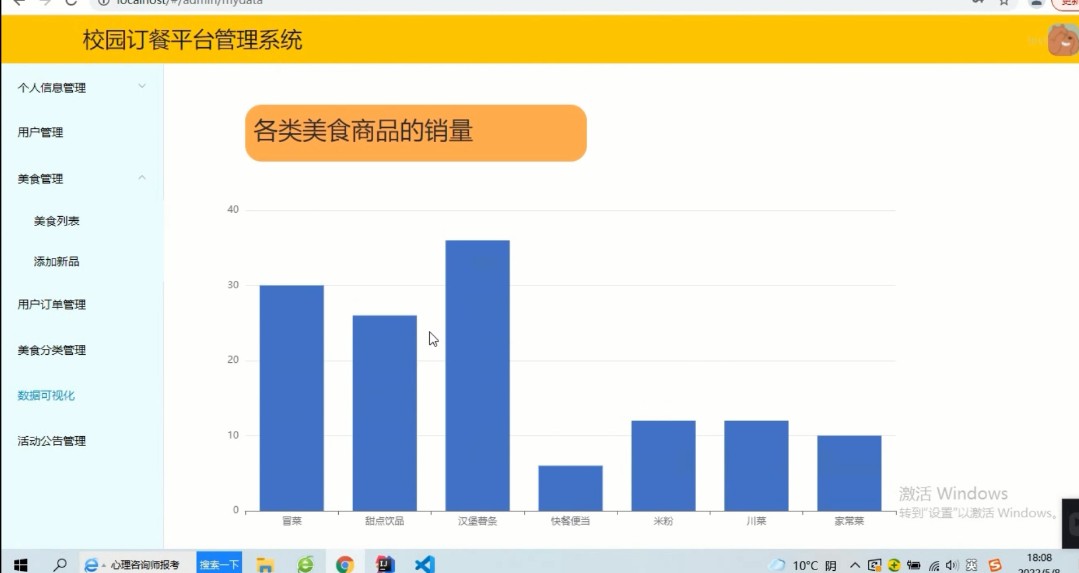 localhost/#/admin/mydata
校园订餐平台管理系统
个人信息管理
用户管理
美食管理
美食列表
添加新品
用户订单管理
美食分类管理
数据可视化
活动公告管理
各类美食商品的销量
40
30
20
10
0
冒菜 甜点饮品 汉堡薯条 快餐便当 米粉 川菜 家常菜
激活 Windows
转到"设置"以激活 Windows。
心理咨询师报考 搜索一下
10°C 阴 英 18:08
2022/5/8